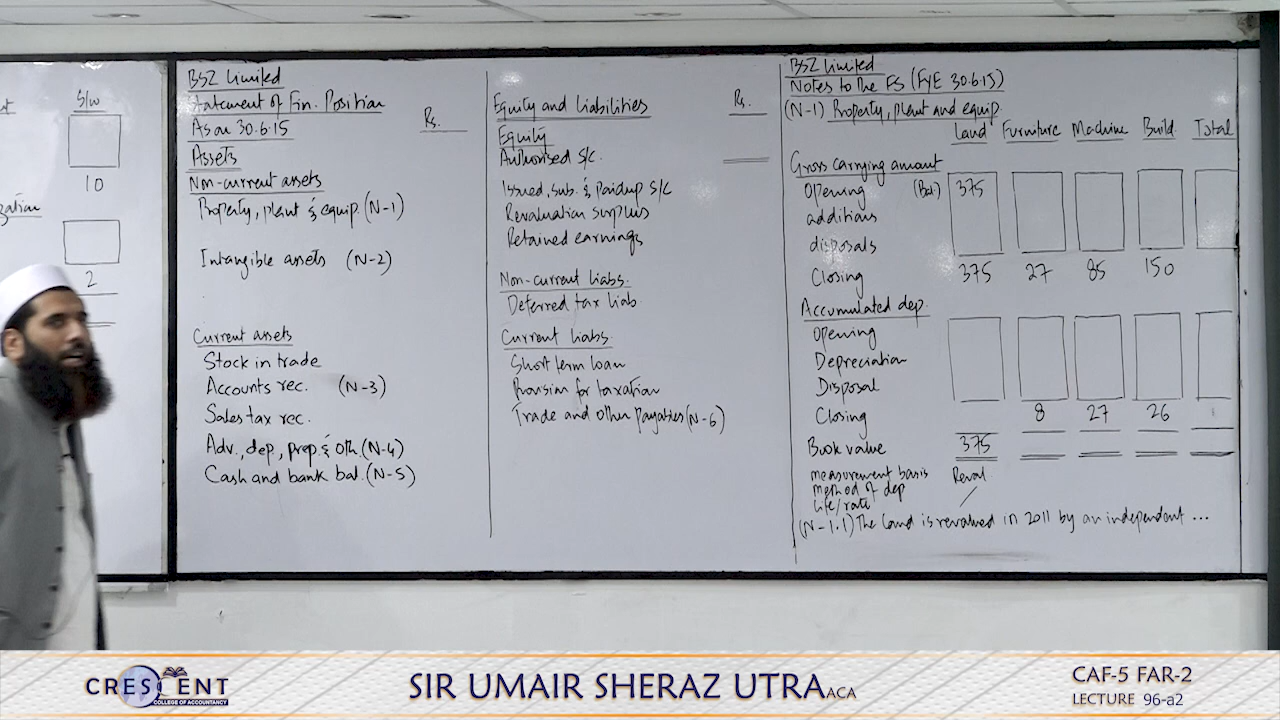 S/w
10
2
BSZ Limited
Statement of Fin. Position
As on 30.6.15
Rs.
Assets
Non-current assets
Property, plant & equip. (N-1)
Intangible assets (N-2)
Current assets
Stock in trade
Accounts rec. (N-3)
Sales tax rec.
Adv., dep., prep & oth. (N-4)
Cash and bank bal. (N-5)
Equity and Liabilities
Rs.
Equity
Authorised S/C.
Issued, sub. & paidup S/C
Revaluation surplus
Retained earnings
Non-current liabs
Deferred tax liab.
Current liabs
Short term loan
Provision for taxation
Trade and other payables (N-6)
BSZ Limited
Notes to the FS (FYE 30.6.15)
(N-1) Property, plant and equip.
Land Furniture Machine Build. Total
Gross carrying amount
Opening (Bal) 375
additions
disposals
Closing 375 27 85 150
Accumulated dep.
Opening
Depreciation
Disposal
Closing 8 27 26
Book value 375
measurement basis Reval
method of dep
life/rate
(N-1.1) The land is revalued in 2011 by an independent ...
CRESCENT
COLLEGE OF ACCOUNTANCY
SIR UMAIR SHERAZ UTRA ACA
CAF-5 FAR-2
LECTURE 96-a2